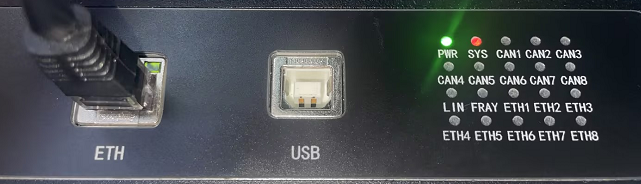 PWR SYS CAN1 CAN2 CAN3
CAN4 CAN5 CAN6 CAN7 CAN8
LIN FRAY ETH1 ETH2 ETH3
ETH4 ETH5 ETH6 ETH7 ETH8
ETH USB